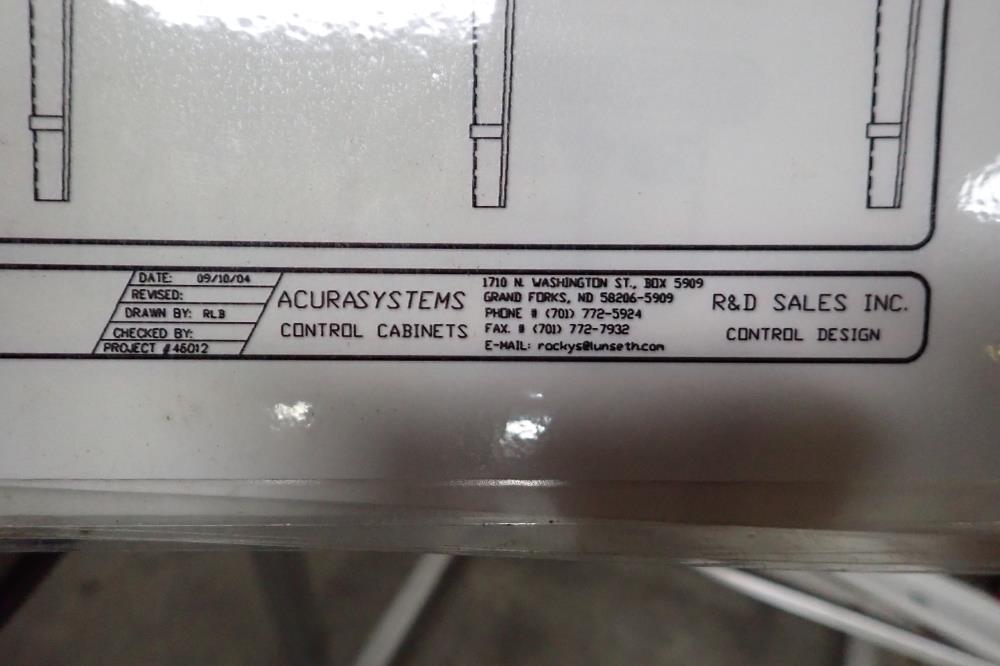 DATE: 09/10/04
REVISED:
DRAWN BY: RLB
CHECKED BY:
PROJECT #46012
ACURASYSTEMS
CONTROL CABINETS
1710 N. WASHINGTON ST., BOX 5909
GRAND FORKS, ND 58206-5909
PHONE # (701) 772-5924
FAX. # (701) 772-7932
E-MAIL: rockys@lunseth.com
R&D SALES INC.
CONTROL DESIGN